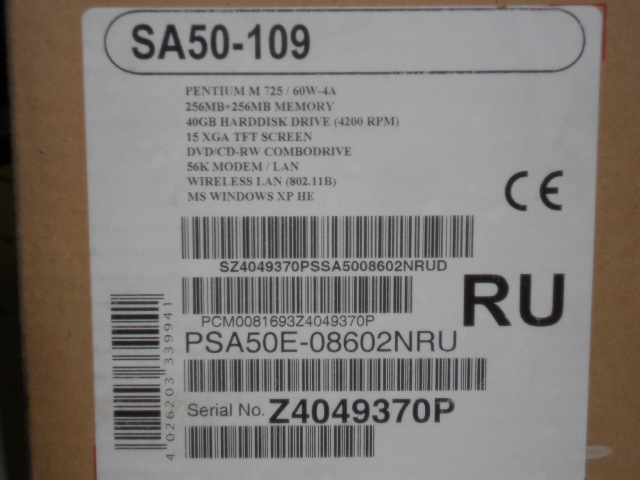 SA50-109
PENTIUM M 725 / 60W-4A
256MB+256MB MEMORY
40GB HARDDISK DRIVE (4200 RPM)
15 XGA TFT SCREEN
DVD/CD-RW COMBODRIVE
56K MODEM / LAN
WIRELESS LAN (802.11B)
MS WINDOWS XP HE
CE
SZ4049370PSSA5008602NRUD
RU
PCM0081693Z4049370P
PSA50E-08602NRU
Serial No. Z4049370P
4 026203 339941